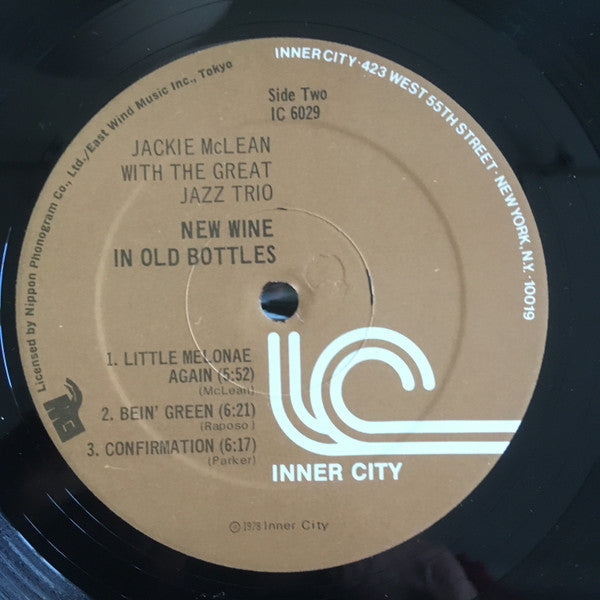 INNER CITY · 423 WEST 55TH STREET · NEW YORK, N.Y. · 10019
Licensed by Nippon Phonogram Co., Ltd./East Wind Music Inc., Tokyo
Side Two
IC 6029
JACKIE McLEAN
WITH THE GREAT
JAZZ TRIO
NEW WINE
IN OLD BOTTLES
1. LITTLE MELONAE
AGAIN (5:52)
(McLean)
2. BEIN' GREEN (6:21)
(Raposo)
3. CONFIRMATION (6:17)
(Parker)
INNER CITY
© 1978 Inner City